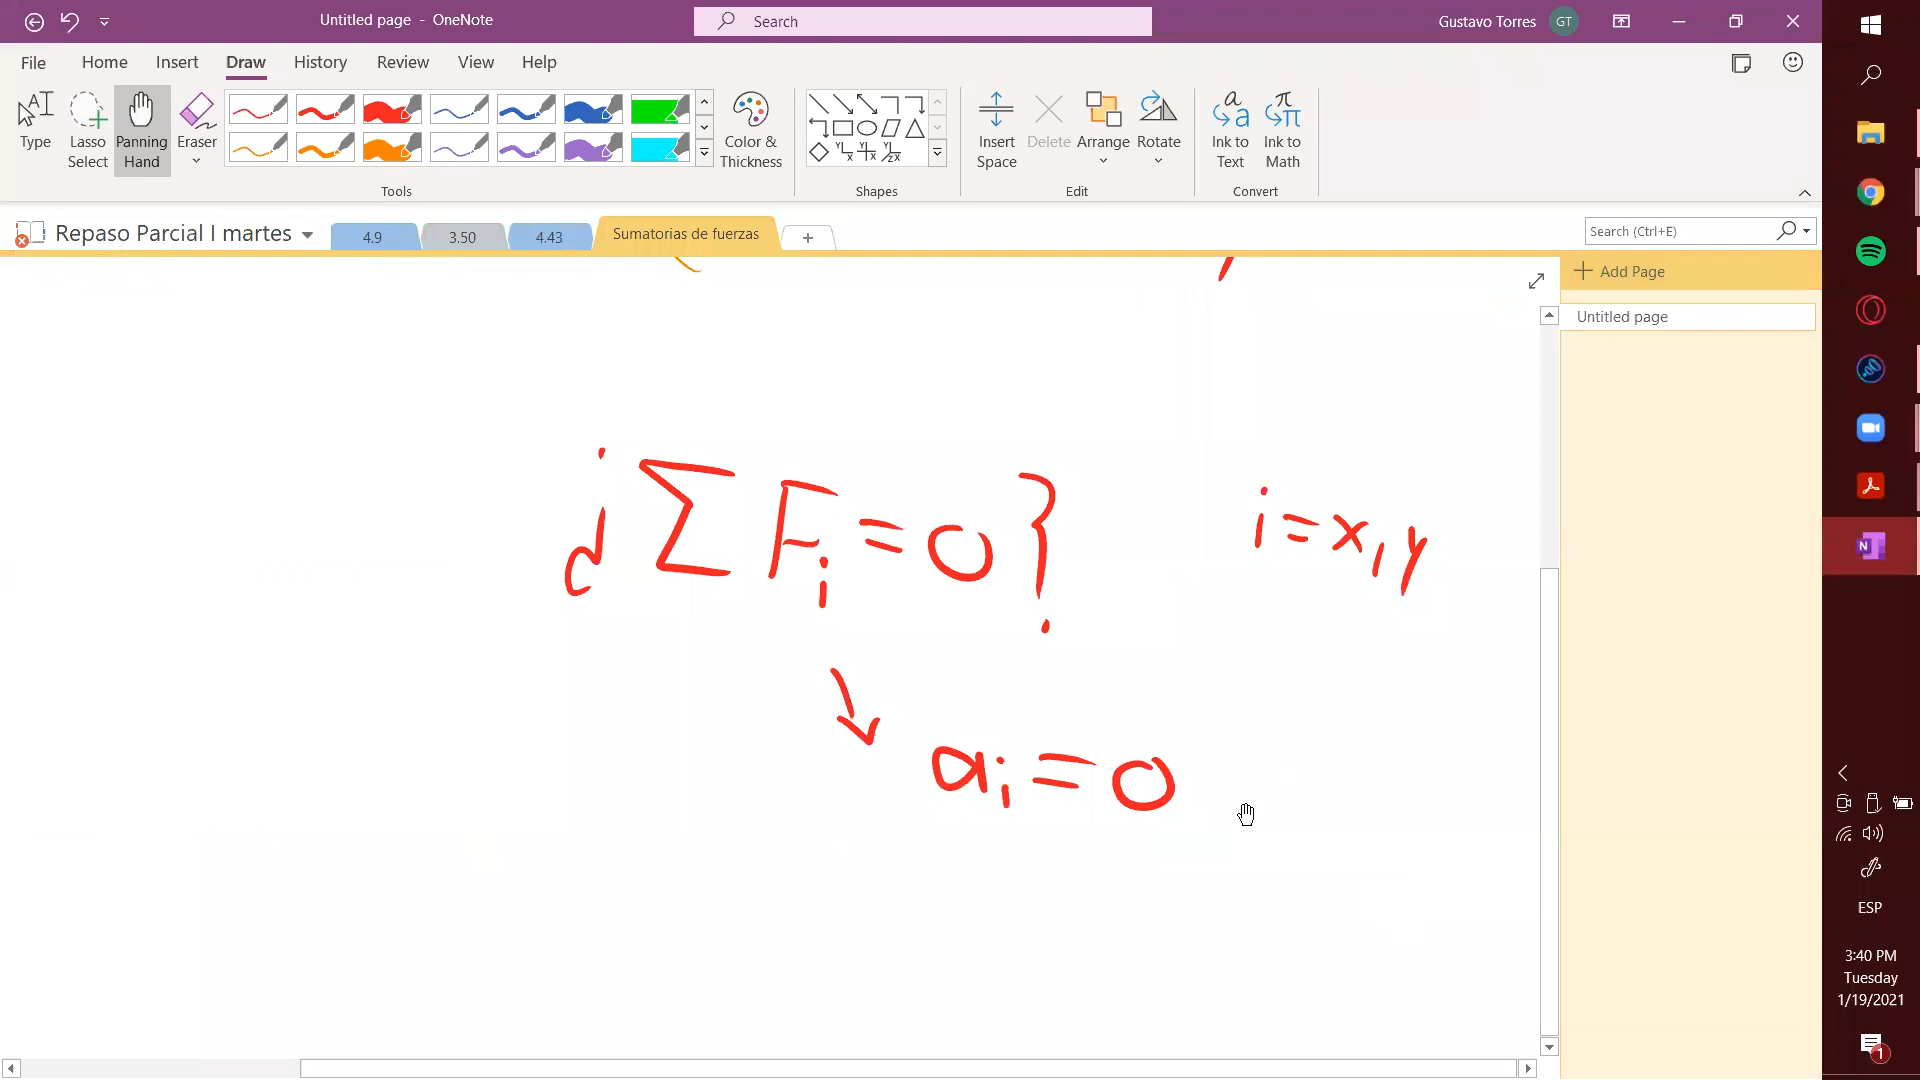 Untitled page - OneNote
Search
Gustavo Torres
GT
File
Home
Insert
Draw
History
Review
View
Help
Type
Lasso
Select
Panning
Hand
Eraser
Color &
Thickness
Insert
Space
Delete
Arrange
Rotate
Ink to
Text
Ink to
Math
Tools
Shapes
Edit
Convert
Repaso Parcial I martes
4.9
3.50
4.43
Sumatorias de fuerzas
Search (Ctrl+E)
Add Page
Untitled page
¿ΣFi = 0?
i = x, y
ai = 0
ESP
3:40 PM
Tuesday
1/19/2021
1